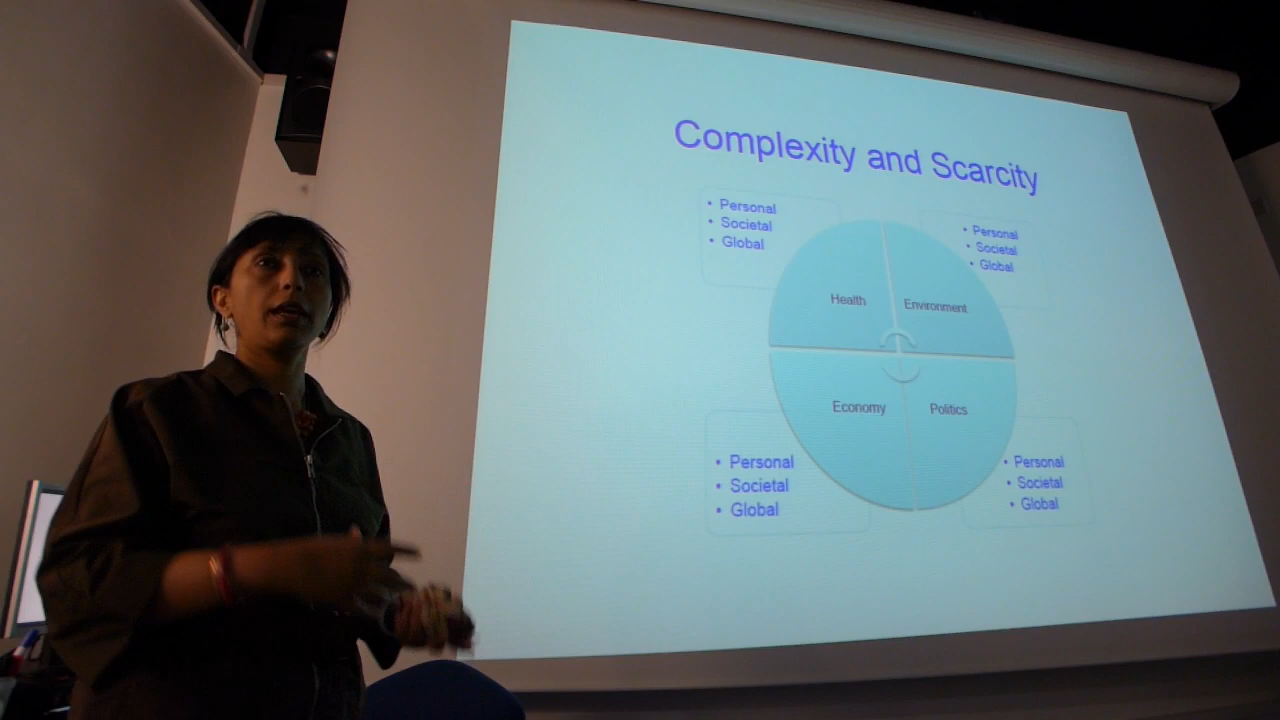 Complexity and Scarcity
• Personal
• Societal
• Global
• Personal
• Societal
• Global
Health
Environment
Economy
Politics
• Personal
• Societal
• Global
• Personal
• Societal
• Global